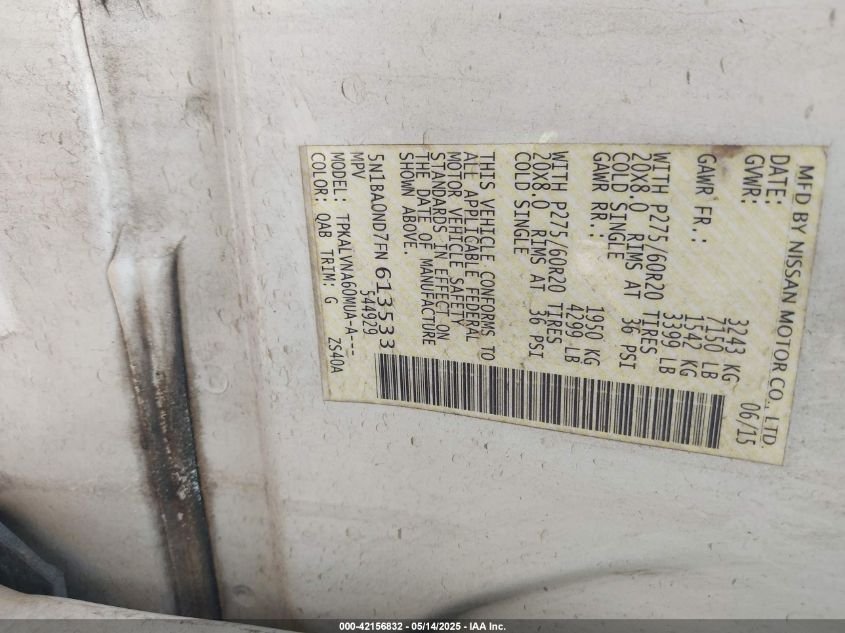 MFD BY NISSAN MOTOR CO., LTD.
DATE: 06/15
GVWR: 3243 KG
7150 LB
GAWR FR.: 1542 KG
3399 LB
WITH P275/60R20 TIRES
20X8.0 RIMS AT 36 PSI
COLD SINGLE
GAWR RR.: 1950 KG
4299 LB
WITH P275/60R20 TIRES
20X8.0 RIMS AT 36 PSI
COLD SINGLE
THIS VEHICLE CONFORMS TO
ALL APPLICABLE FEDERAL
MOTOR VEHICLE SAFETY
STANDARDS IN EFFECT ON
THE DATE OF MANUFACTURE
SHOWN ABOVE.
5N1BA0ND7FN613533
MPV 544929
MODEL: TPKALVNA60MUA-A---
COLOR: QAB TRIM: G ZS40A
000-42156832 - 05/14/2025 - IAA Inc.